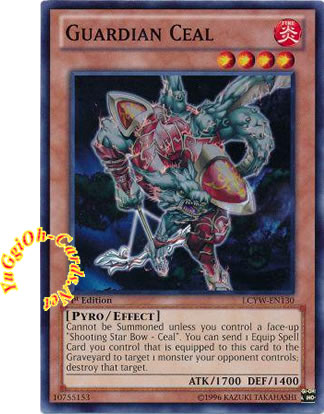 GUARDIAN CEAL
FIRE
炎
YuGgiOh-Cards.Net
1st Edition
LCYW-EN130
[PYRO/EFFECT]
Cannot be Summoned unless you control a face-up
"Shooting Star Bow - Ceal". You can send 1 Equip Spell
Card you control that is equipped to this card to the
Graveyard to target 1 monster your opponent controls;
destroy that target.
ATK/1700 DEF/1400
10755153
©1996 KAZUKI TAKAHASHI